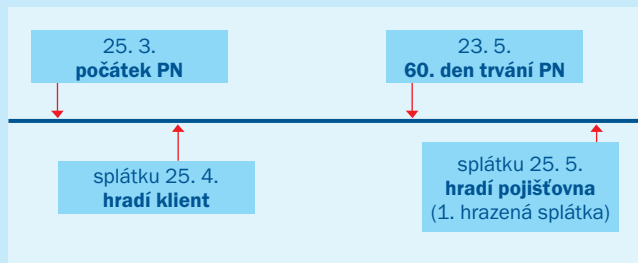 25. 3.
počátek PN
23. 5.
60. den trvání PN
splátku 25. 4.
hradí klient
splátku 25. 5.
hradí pojišťovna
(1. hrazená splátka)